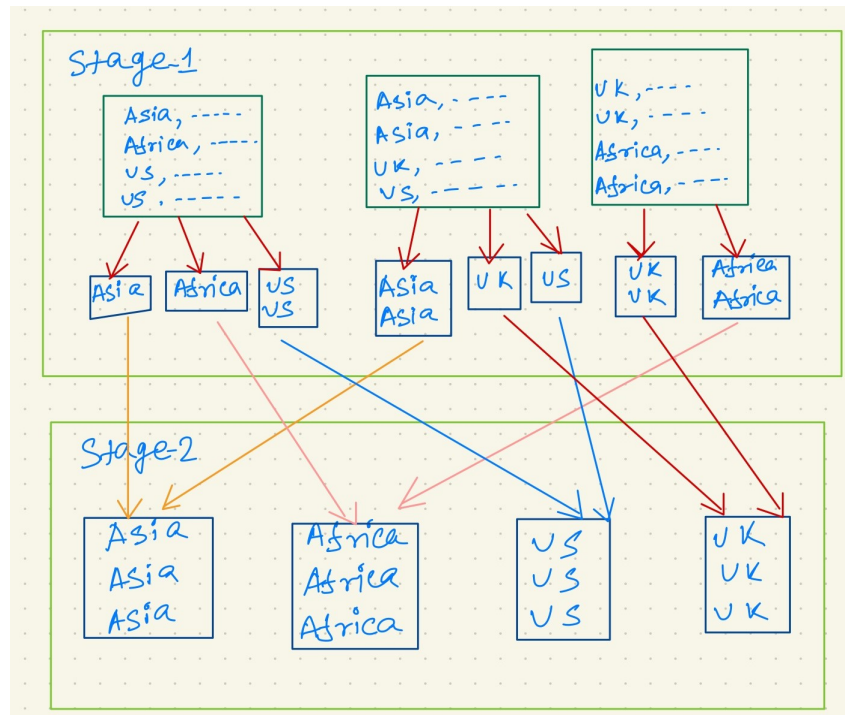 Stage-1
Asia, -----
Africa, -----
US, -----
US. -----
Asia, - ----
Asia, - ---
UK, - ----
US, - ----
UK, ----
UK, - ----
Africa, ----
Africa, - ---
Asia
Africa
US
US
Asia
Asia
UK
US
UK
UK
Africa
Africa
Stage-2
Asia
Asia
Asia
Africa
Africa
Africa
US
US
US
UK
UK
UK